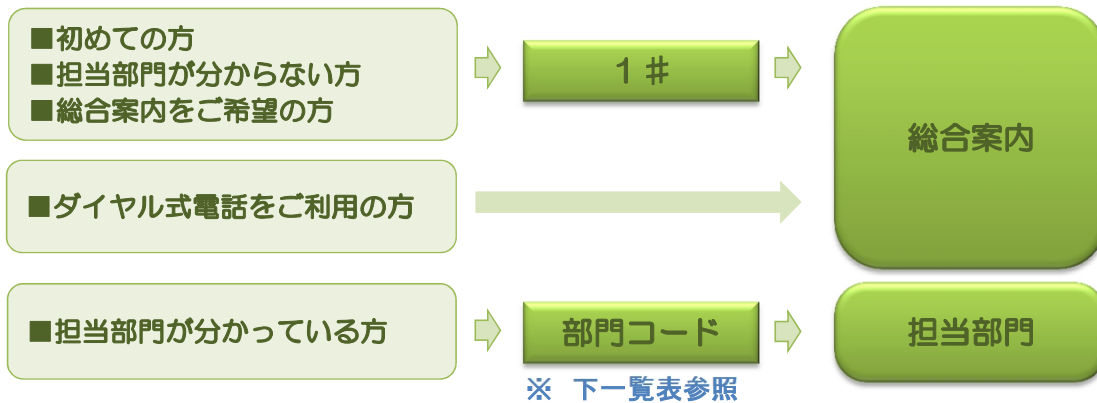 ■初めての方
■担当部門が分からない方
■総合案内をご希望の方
１＃
総合案内
■ダイヤル式電話をご利用の方
■担当部門が分かっている方
部門コード
担当部門
※　下一覧表参照